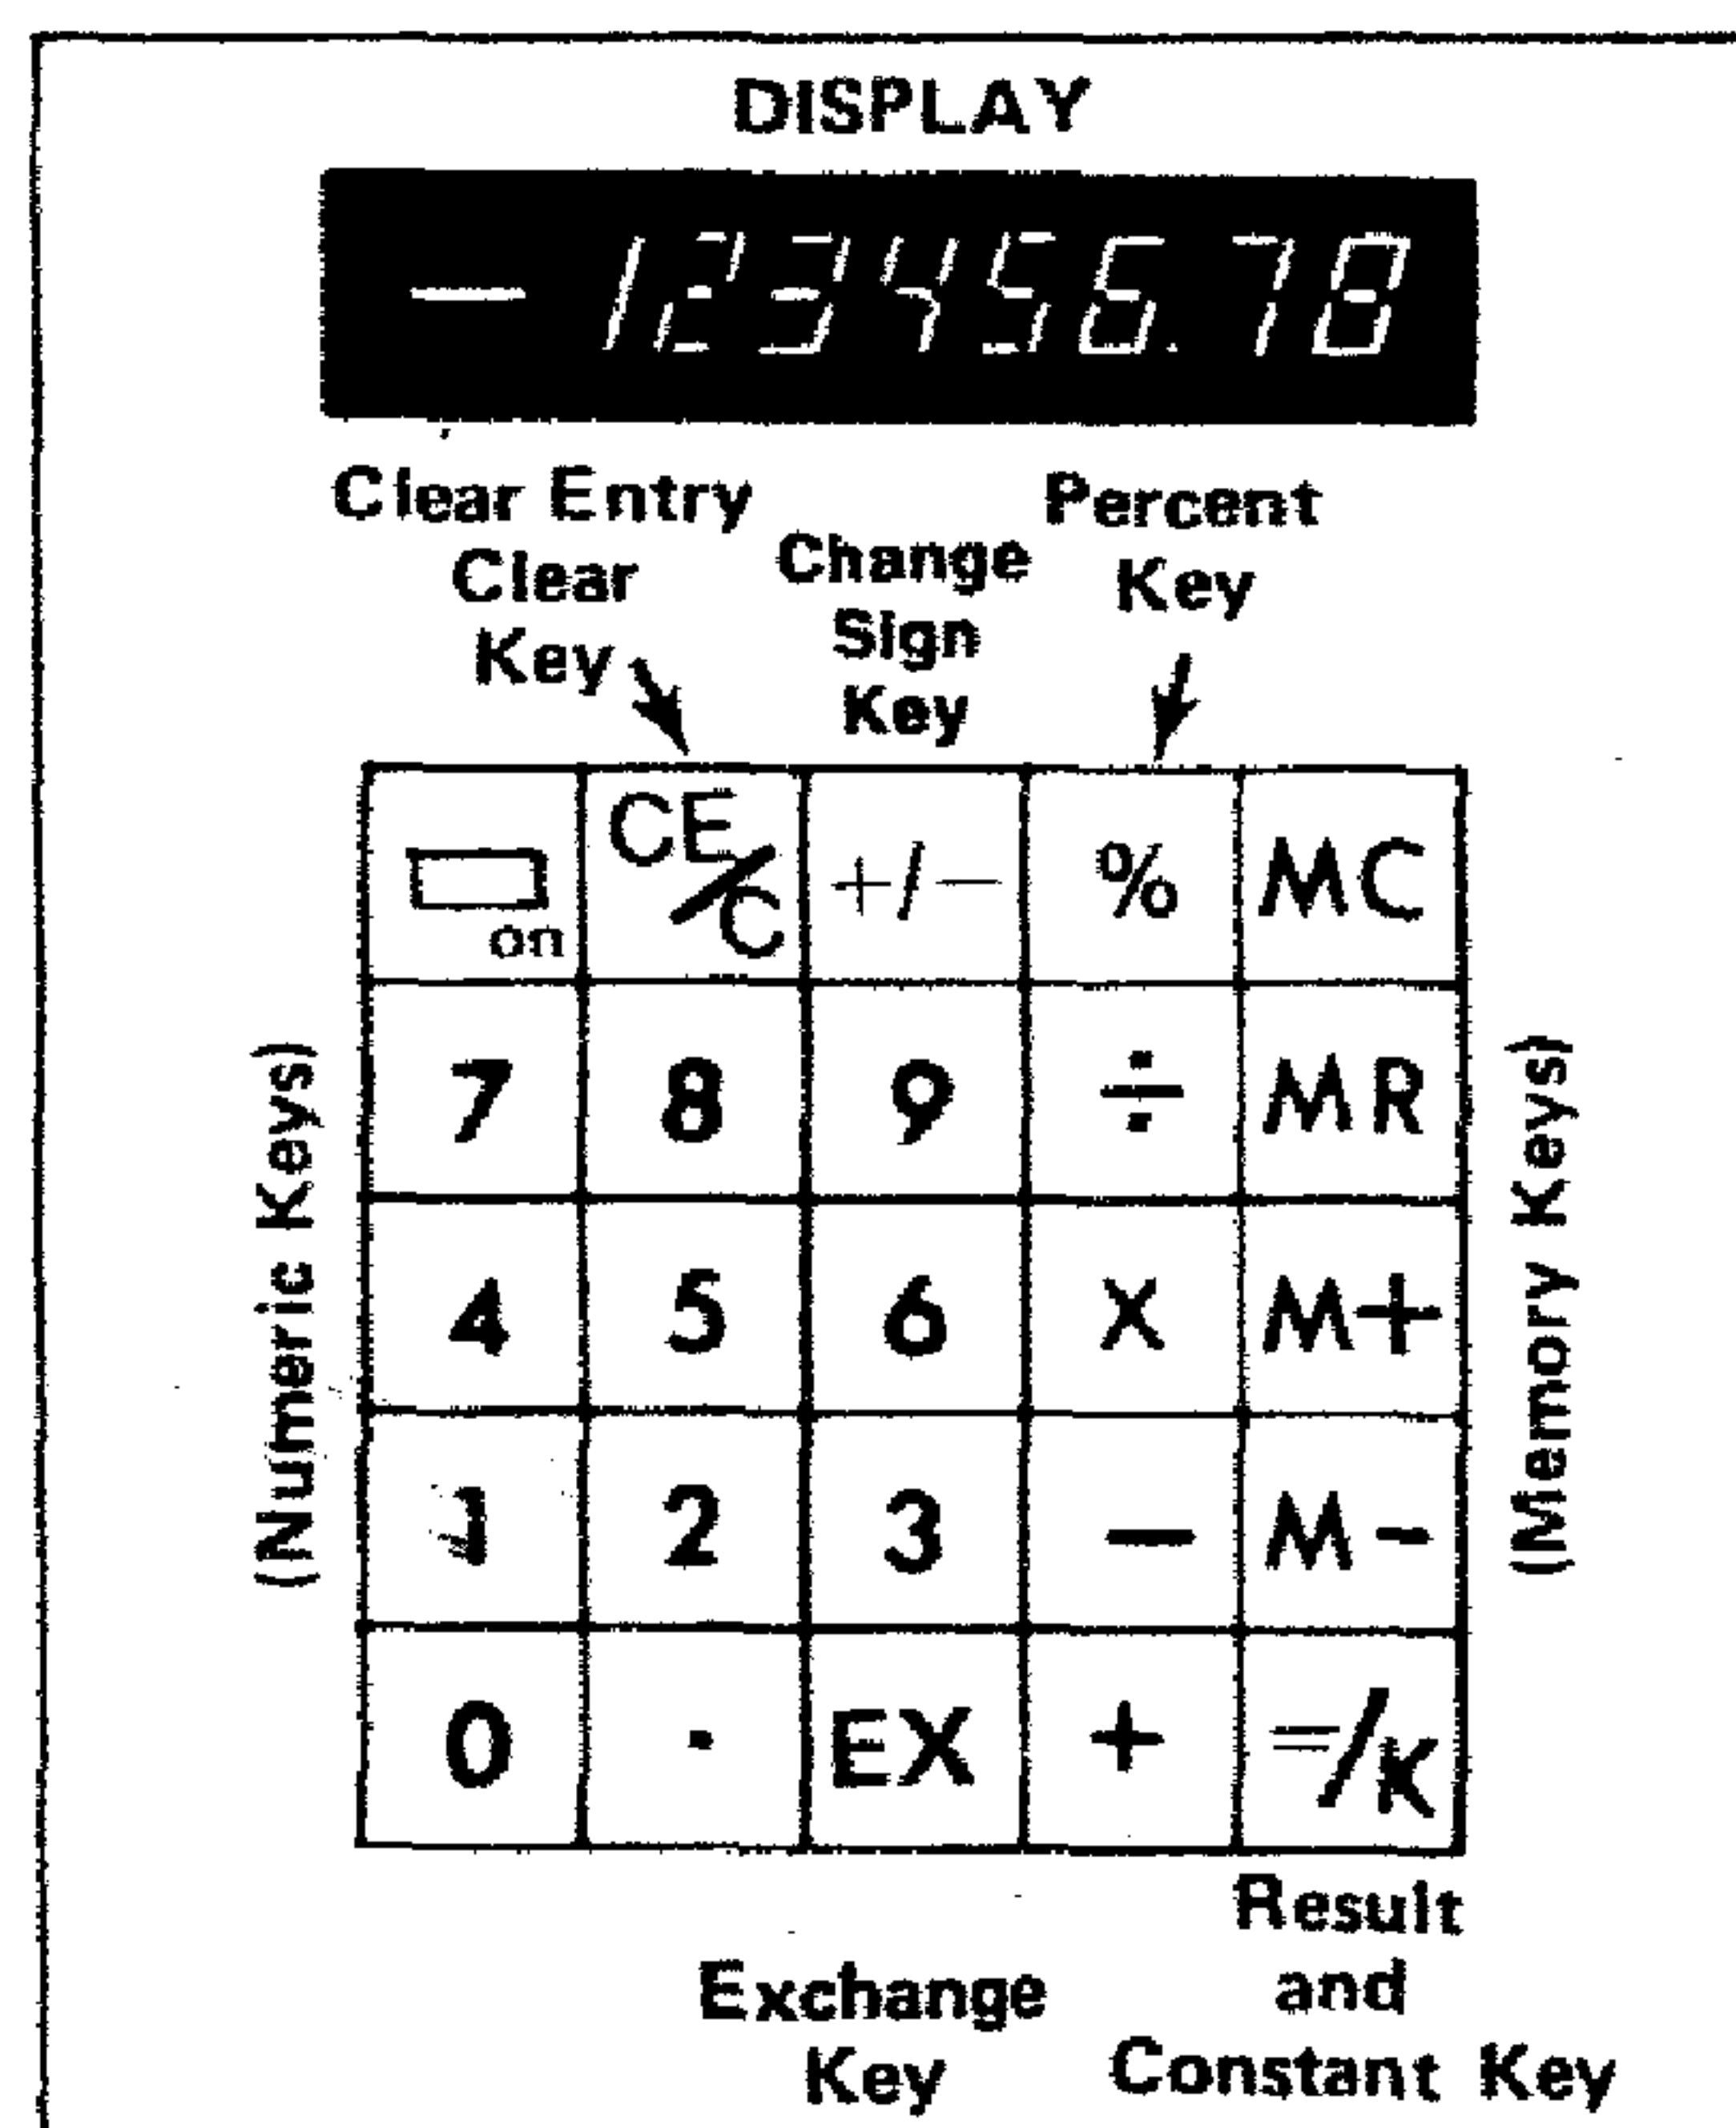 DISPLAY
-123456.78
Clear Entry
Clear
Key
Change
Sign
Key
Percent
Key
on CE/C +/- % MC
7 8 9 ÷ MR
4 5 6 X M+
1 2 3 - M-
0 . EX + =/K
(Numeric Keys)
(Memory Keys)
Exchange
Key
Result
and
Constant Key